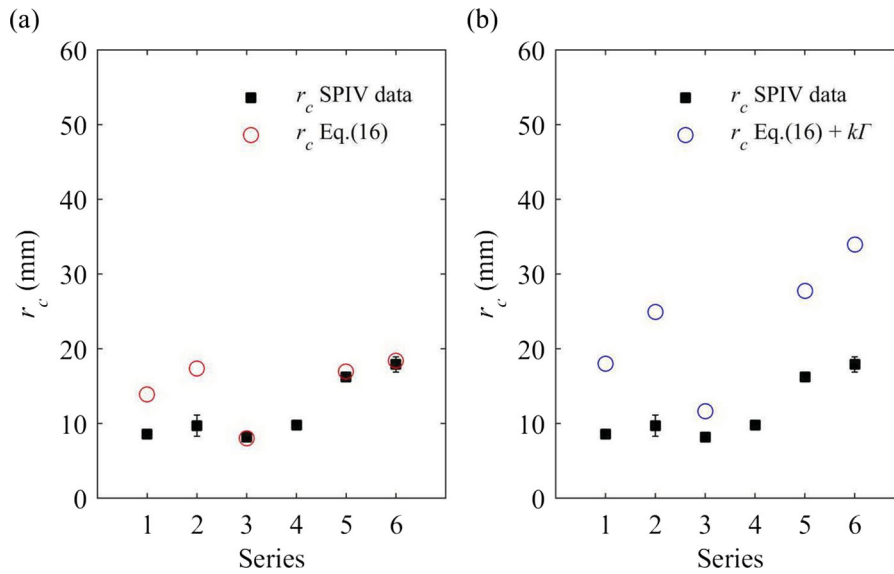 (a)
60
50
40
30
20
10
0
r_c (mm)
r_c SPIV data
r_c Eq.(16)
1 2 3 4 5 6
Series
(b)
60
50
40
30
20
10
0
r_c (mm)
r_c SPIV data
r_c Eq.(16) + kΓ
1 2 3 4 5 6
Series